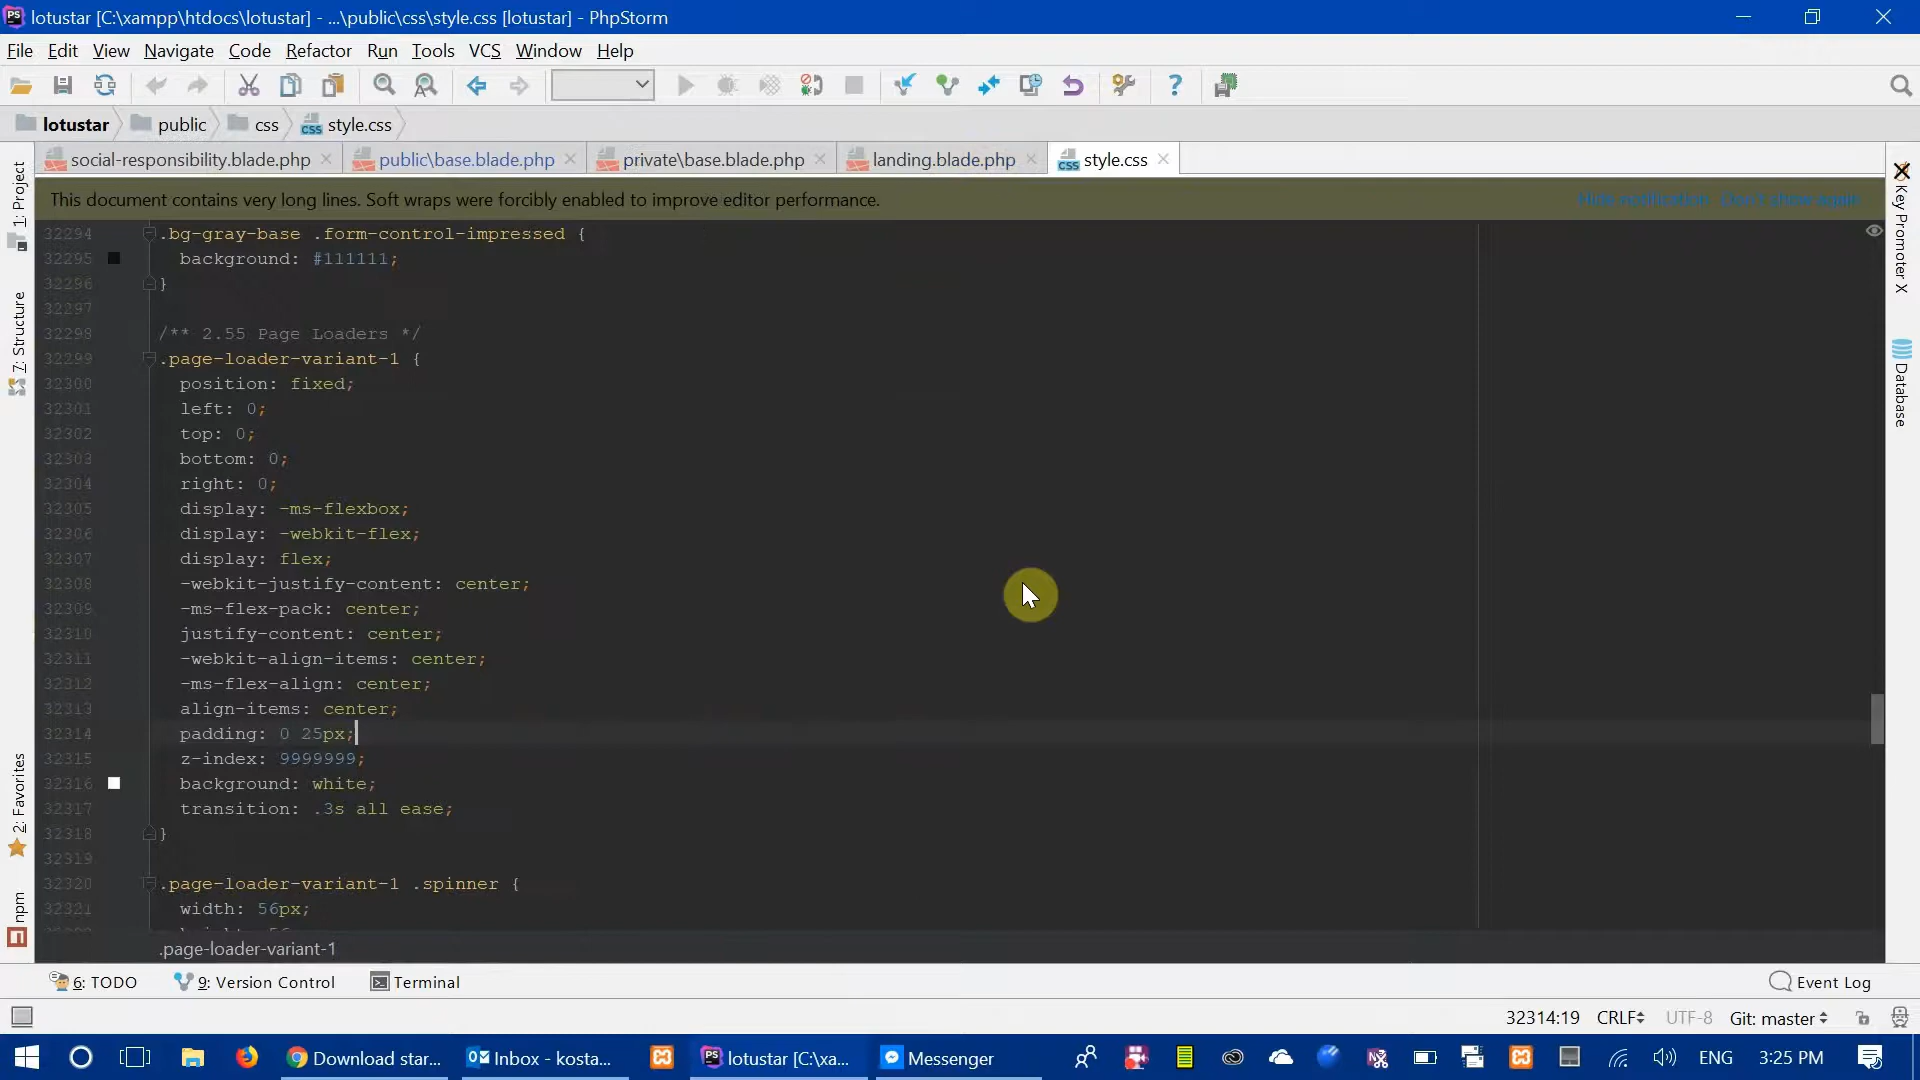 lotustar [C:\xampp\htdocs\lotustar] - ...\public\css\style.css [lotustar] - PhpStorm
File Edit View Navigate Code Refactor Run Tools VCS Window Help
lotustar public css style.css
social-responsibility.blade.php public\base.blade.php private\base.blade.php landing.blade.php style.css
This document contains very long lines. Soft wraps were forcibly enabled to improve editor performance. Hide notification Don't show again
32294 .bg-gray-base .form-control-impressed {
32295 background: #111111;
32296 }
32297
32298 /** 2.55 Page Loaders */
32299 .page-loader-variant-1 {
32300 position: fixed;
32301 left: 0;
32302 top: 0;
32303 bottom: 0;
32304 right: 0;
32305 display: -ms-flexbox;
32306 display: -webkit-flex;
32307 display: flex;
32308 -webkit-justify-content: center;
32309 -ms-flex-pack: center;
32310 justify-content: center;
32311 -webkit-align-items: center;
32312 -ms-flex-align: center;
32313 align-items: center;
32314 padding: 0 25px;
32315 z-index: 9999999;
32316 background: white;
32317 transition: .3s all ease;
32318 }
32319
32320 .page-loader-variant-1 .spinner {
32321 width: 56px;
.page-loader-variant-1
1: Project
7: Structure
2: Favorites
npm
Key Promoter X
Database
6: TODO 9: Version Control Terminal Event Log
32314:19 CRLF UTF-8 Git: master
Download star... Inbox - kosta... lotustar [C:\xa... Messenger ENG 3:25 PM